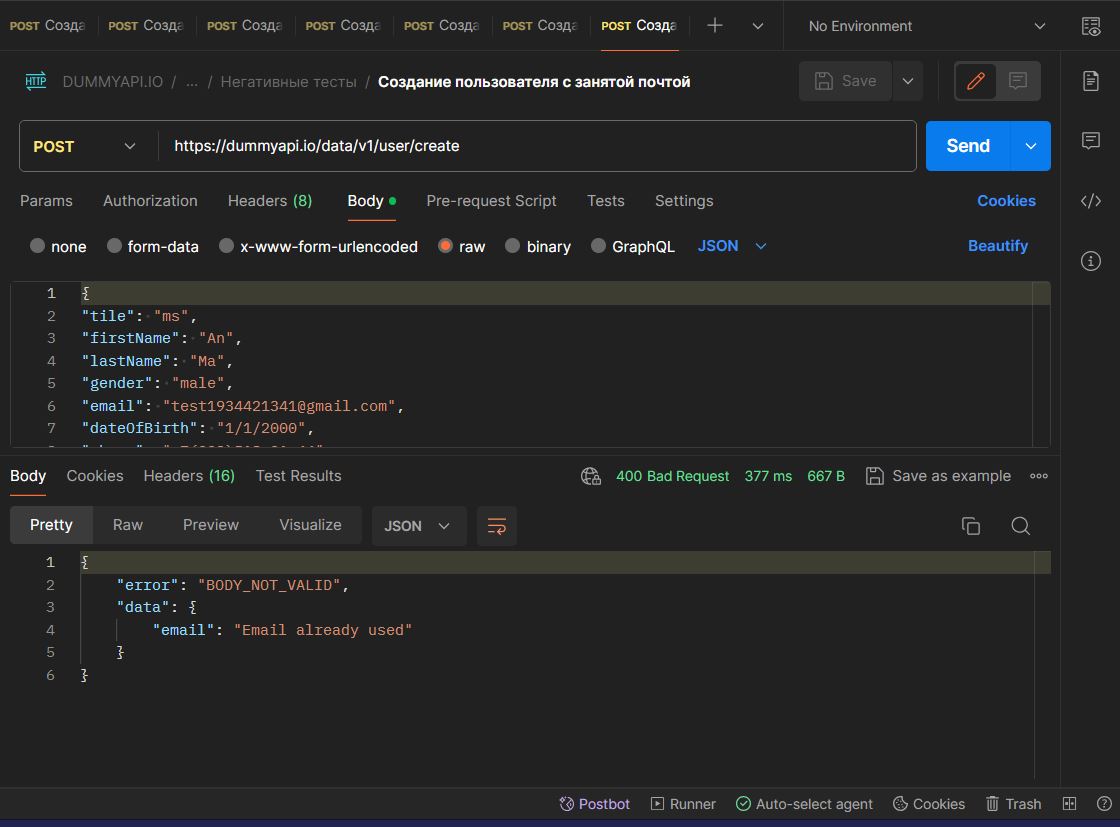 POST Созда POST Созда POST Созда POST Созда POST Созда POST Созда POST Созда No Environment
HTTP DUMMYAPI.IO / ... / Негативные тесты / Создание пользователя с занятой почтой Save
POST https://dummyapi.io/data/v1/user/create Send
Params Authorization Headers (8) Body Pre-request Script Tests Settings Cookies
none form-data x-www-form-urlencoded raw binary GraphQL JSON Beautify
1 {
2 "tile": "ms",
3 "firstName": "An",
4 "lastName": "Ma",
5 "gender": "male",
6 "email": "test1934421341@gmail.com",
7 "dateOfBirth": "1/1/2000",
Body Cookies Headers (16) Test Results 400 Bad Request 377 ms 667 B Save as example
Pretty Raw Preview Visualize JSON
1 {
2 "error": "BODY_NOT_VALID",
3 "data": {
4 "email": "Email already used"
5 }
6 }
Postbot Runner Auto-select agent Cookies Trash